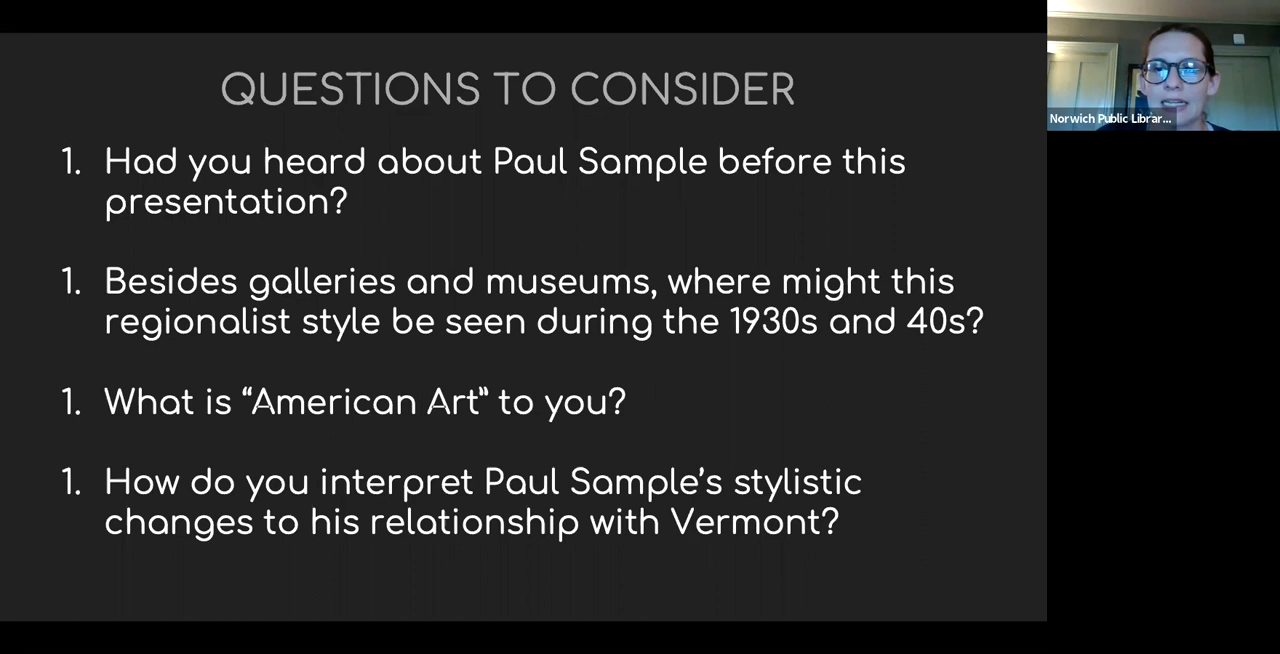 QUESTIONS TO CONSIDER
1. Had you heard about Paul Sample before this
presentation?
1. Besides galleries and museums, where might this
regionalist style be seen during the 1930s and 40s?
1. What is “American Art” to you?
1. How do you interpret Paul Sample’s stylistic
changes to his relationship with Vermont?
Norwich Public Librar...